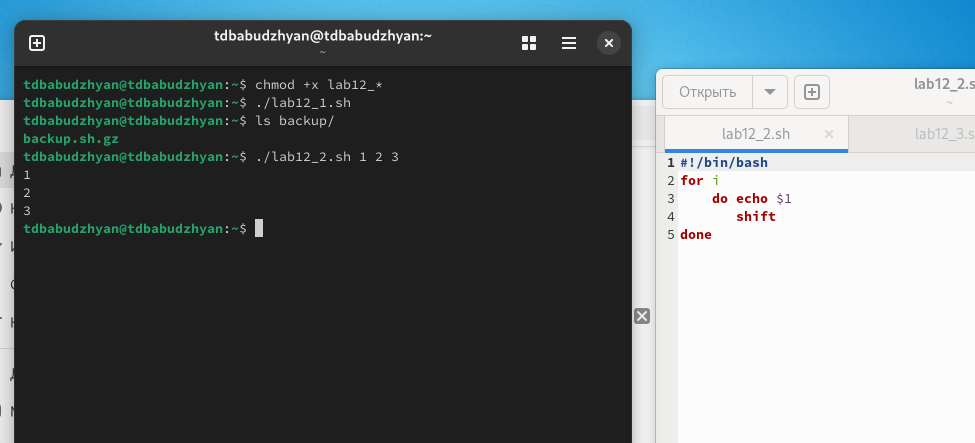 tdbabudzhyan@tdbabudzhyan:~
~
tdbabudzhyan@tdbabudzhyan:~$ chmod +x lab12_*
tdbabudzhyan@tdbabudzhyan:~$ ./lab12_1.sh
tdbabudzhyan@tdbabudzhyan:~$ ls backup/
backup.sh.gz
tdbabudzhyan@tdbabudzhyan:~$ ./lab12_2.sh 1 2 3
1
2
3
tdbabudzhyan@tdbabudzhyan:~$
Открыть
lab12_2.s
~
lab12_2.sh
lab12_3.s
1 #!/bin/bash
2 for i
3     do echo $1
4        shift
5 done